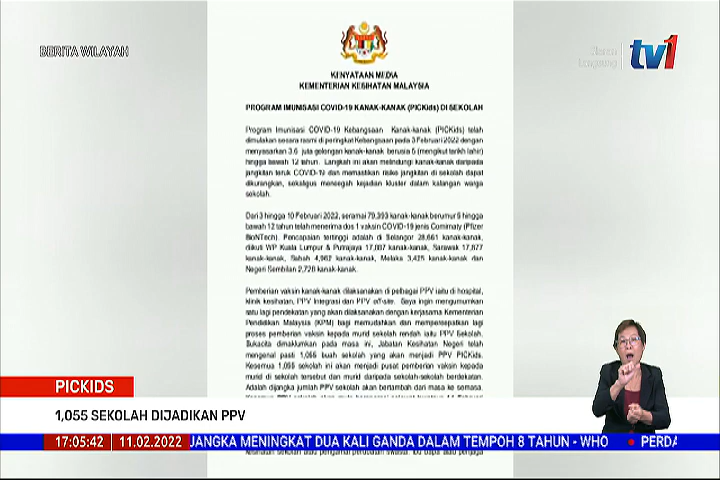 BERITA WILAYAH
Siaran
Langsung
tv1
KENYATAAN MEDIA
KEMENTERIAN KESIHATAN MALAYSIA
PROGRAM IMUNISASI COVID-19 KANAK-KANAK (PICKids) DI SEKOLAH
Program Imunisasi COVID-19 Kebangsaan Kanak-kanak (PICKids) telah
dimulakan secara rasmi di peringkat Kebangsaan pada 3 Februari 2022 dengan
menyasarkan 3.6 juta golongan kanak-kanak berusia 5 (mengikut tarikh lahir)
hingga bawah 12 tahun. Langkah ini akan melindungi kanak-kanak daripada
jangkitan teruk COVID-19 dan memastikan risiko jangkitan di sekolah dapat
dikurangkan, sekaligus mencegah kejadian kluster dalam kalangan warga
sekolah.
Dari 3 hingga 10 Februari 2022, seramai 79,393 kanak-kanak berumur 5 hingga
bawah 12 tahun telah menerima dos 1 vaksin COVID-19 jenis Comirnaty (Pfizer
BioNTech). Pencapaian tertinggi adalah di Selangor 28,661 kanak-kanak,
diikuti WP Kuala Lumpur & Putrajaya kanak-kanak, Sarawak
kanak-kanak, Sabah 4,962 kanak-kanak, Melaka 3,425 kanak-kanak dan
Negeri Sembilan 2,728 kanak-kanak.
Pemberian vaksin kanak-kanak dilaksanakan di pelbagai PPV iaitu di hospital,
klinik kesihatan, PPV Integrasi dan PPV off-site. Saya ingin mengumumkan
satu lagi pendekatan yang akan dilaksanakan dengan kerjasama Kementerian
Pendidikan Malaysia (KPM) bagi memudahkan dan mempercepatkan lagi
proses pemberian vaksin kepada murid sekolah rendah iaitu PPV Sekolah.
Sukacita dimaklumkan pada masa ini, Jabatan Kesihatan Negeri telah
mengenal pasti 1,055 buah sekolah yang akan menjadi PPV PICKids.
Kesemua 1,055 sekolah ini akan menjadi pusat pemberian vaksin kepada
murid di sekolah tersebut dan murid daripada sekolah-sekolah berdekatan.
Adalah dijangka jumlah PPV sekolah akan bertambah dari masa ke semasa.
PICKIDS
1,055 SEKOLAH DIJADIKAN PPV
17:05:42 11.02.2022 JANGKA MENINGKAT DUA KALI GANDA DALAM TEMPOH 8 TAHUN - WHO • PERDA